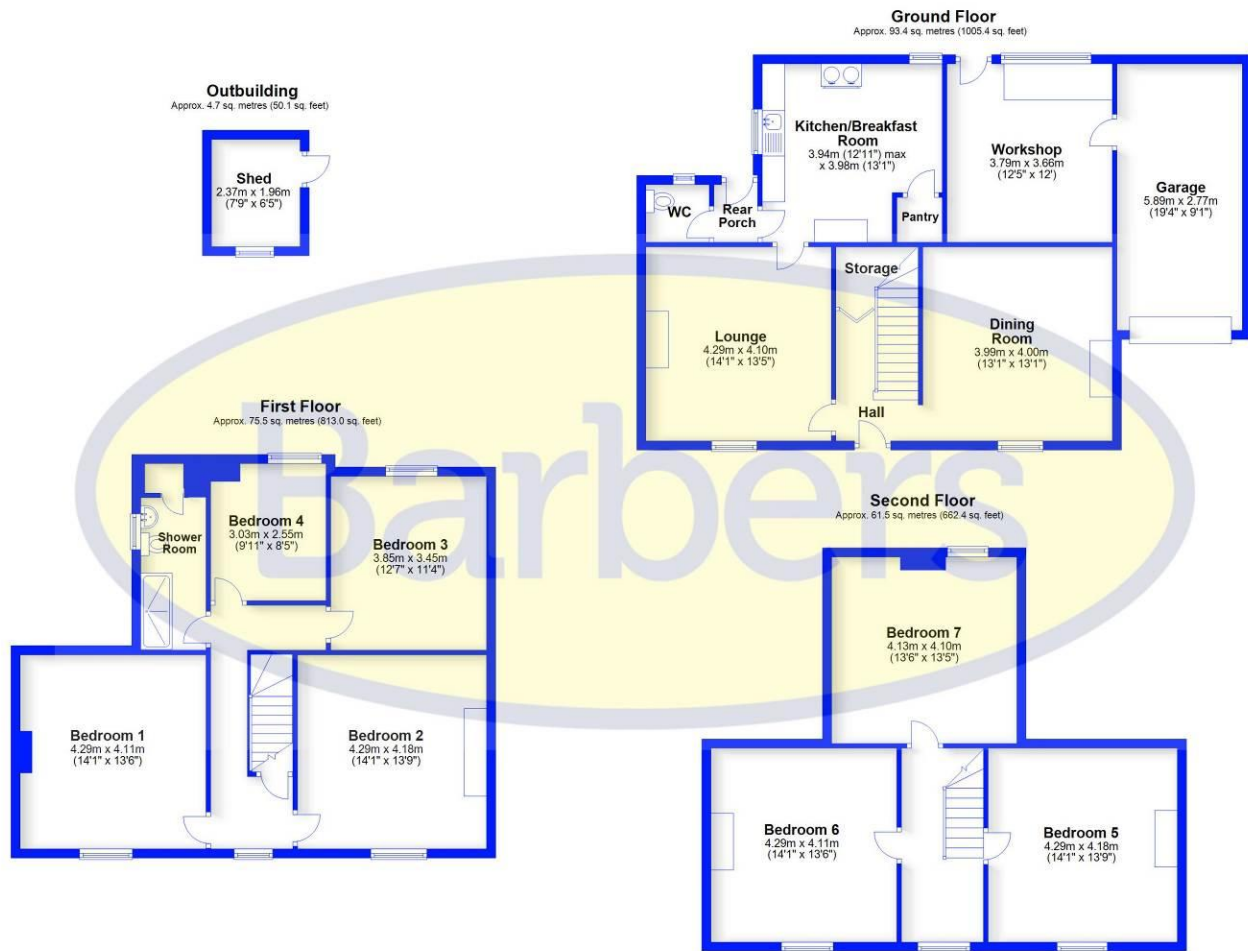 Ground Floor
Approx. 93.4 sq. metres (1005.4 sq. feet)
Outbuilding
Approx. 4.7 sq. metres (50.1 sq. feet)
Shed
2.37m x 1.96m
(7'9" x 6'5")
Kitchen/Breakfast
Room
3.94m (12'11") max
x 3.98m (13'1")
Workshop
3.79m x 3.66m
(12'5" x 12')
Garage
5.89m x 2.77m
(19'4" x 9'1")
WC
Rear
Porch
Pantry
Storage
Lounge
4.29m x 4.10m
(14'1" x 13'5")
Dining
Room
3.99m x 4.00m
(13'1" x 13'1")
Hall
First Floor
Approx. 75.5 sq. metres (813.0 sq. feet)
Barbers
Shower
Room
Bedroom 4
3.03m x 2.55m
(9'11" x 8'5")
Bedroom 3
3.85m x 3.45m
(12'7" x 11'4")
Bedroom 1
4.29m x 4.11m
(14'1" x 13'6")
Bedroom 2
4.29m x 4.18m
(14'1" x 13'9")
Second Floor
Approx. 61.5 sq. metres (662.4 sq. feet)
Bedroom 7
4.13m x 4.10m
(13'6" x 13'5")
Bedroom 6
4.29m x 4.11m
(14'1" x 13'6")
Bedroom 5
4.29m x 4.18m
(14'1" x 13'9")